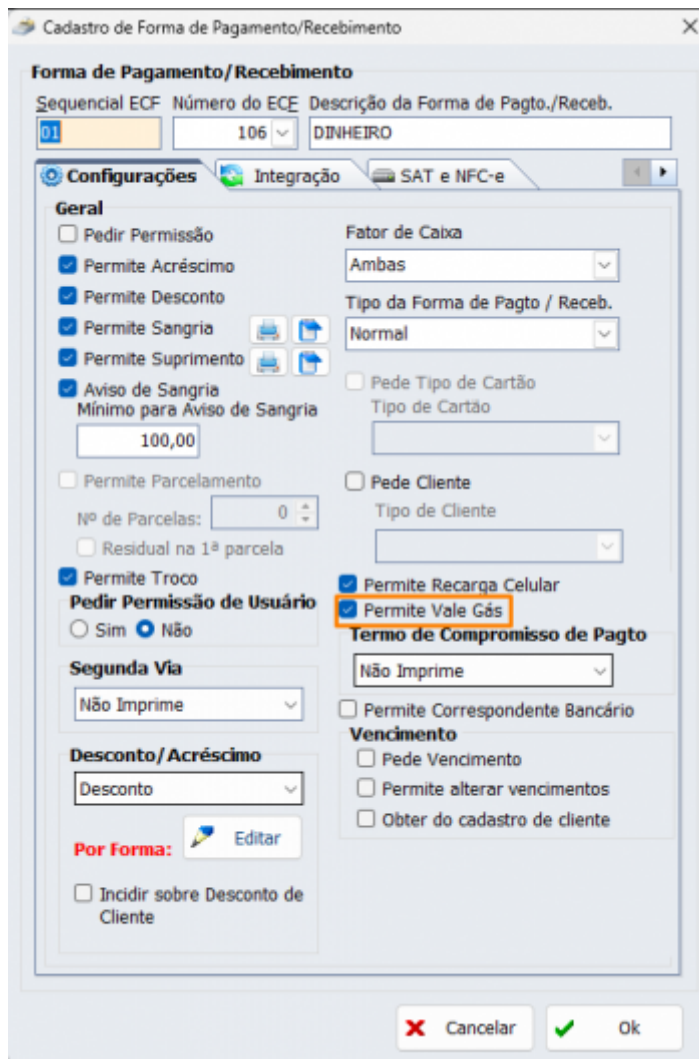 Cadastro de Forma de Pagamento/Recebimento
Forma de Pagamento/Recebimento
Sequencial ECF Número do ECF Descrição da Forma de Pagto./Receb.
01 106 DINHEIRO
Configurações Integração SAT e NFC-e
Geral
Pedir Permissão
Permite Acréscimo
Permite Desconto
Permite Sangria
Permite Suprimento
Aviso de Sangria
Mínimo para Aviso de Sangria
100,00
Permite Parcelamento
Nº de Parcelas: 0
Residual na 1ª parcela
Permite Troco
Pedir Permissão de Usuário
Sim Não
Segunda Via
Não Imprime
Desconto/Acréscimo
Desconto
Por Forma: Editar
Incidir sobre Desconto de
Cliente
Fator de Caixa
Ambas
Tipo da Forma de Pagto / Receb.
Normal
Pede Tipo de Cartão
Tipo de Cartão
Pede Cliente
Tipo de Cliente
Permite Recarga Celular
Permite Vale Gás
Termo de Compromisso de Pagto
Não Imprime
Permite Correspondente Bancário
Vencimento
Pede Vencimento
Permite alterar vencimentos
Obter do cadastro de cliente
Cancelar Ok